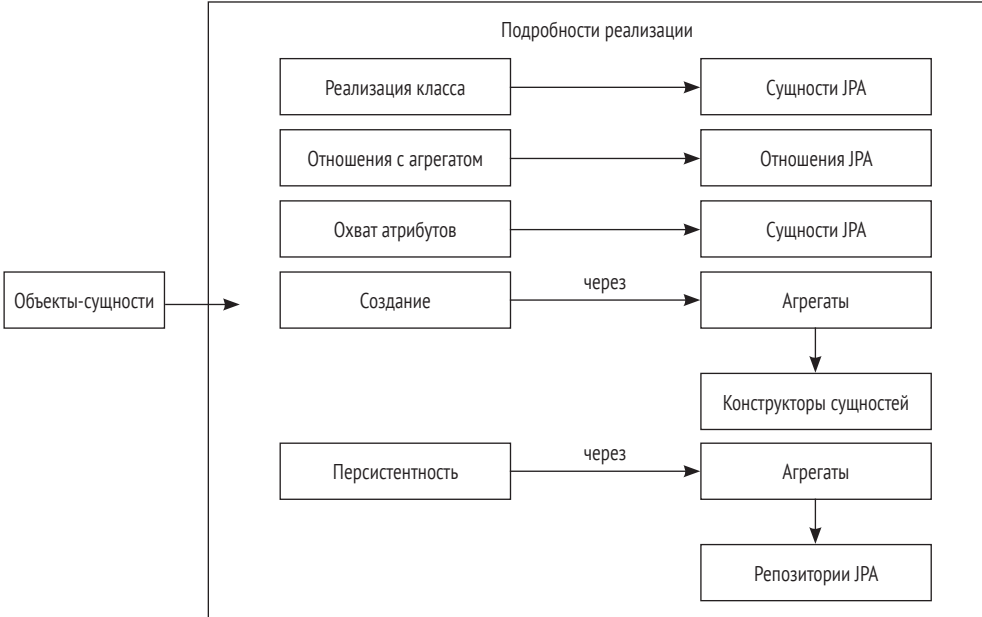 Подробности реализации
Реализация класса
Сущности JPA
Отношения с агрегатом
Отношения JPA
Охват атрибутов
Сущности JPA
Объекты-сущности
Создание
через
Агрегаты
Конструкторы сущностей
Персистентность
через
Агрегаты
Репозитории JPA